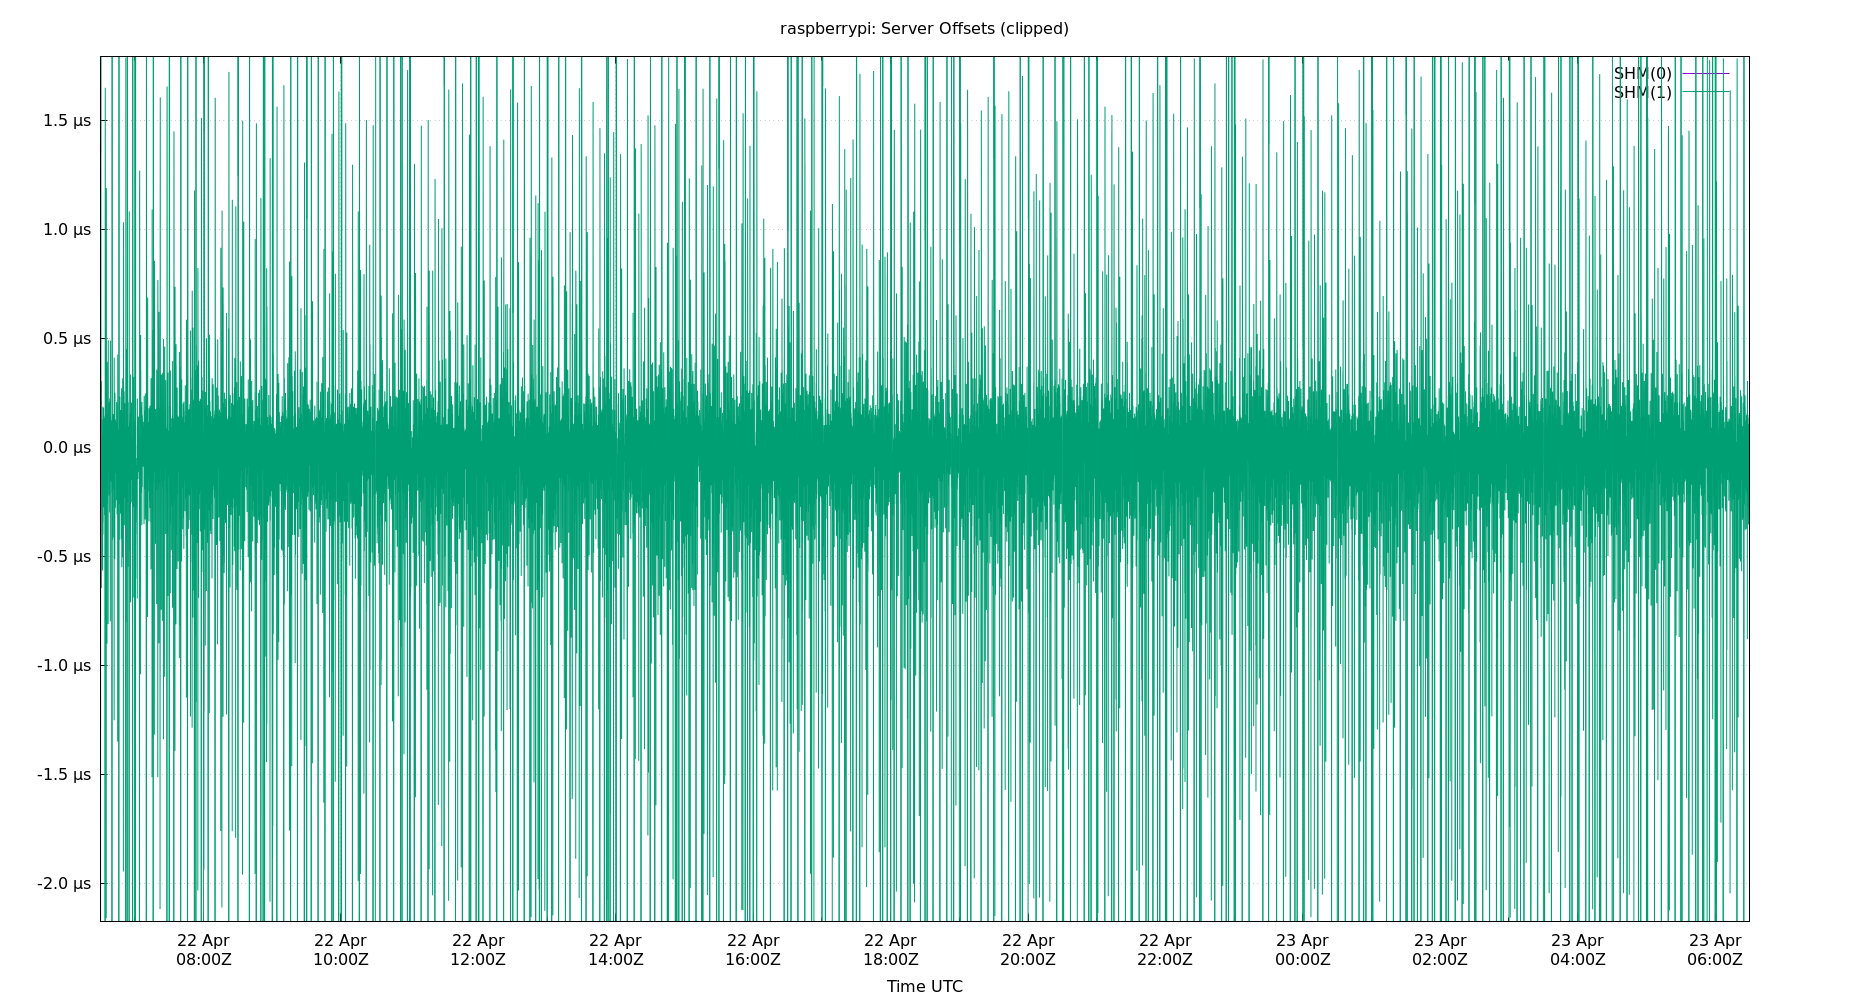 raspberrypi: Server Offsets (clipped)
SHM(0)
SHM(1)
1.5 µs
1.0 µs
0.5 µs
0.0 µs
-0.5 µs
-1.0 µs
-1.5 µs
-2.0 µs
22 Apr 22 Apr 22 Apr 22 Apr 22 Apr 22 Apr 22 Apr 22 Apr 23 Apr 23 Apr 23 Apr 23 Apr
08:00Z 10:00Z 12:00Z 14:00Z 16:00Z 18:00Z 20:00Z 22:00Z 00:00Z 02:00Z 04:00Z 06:00Z
Time UTC